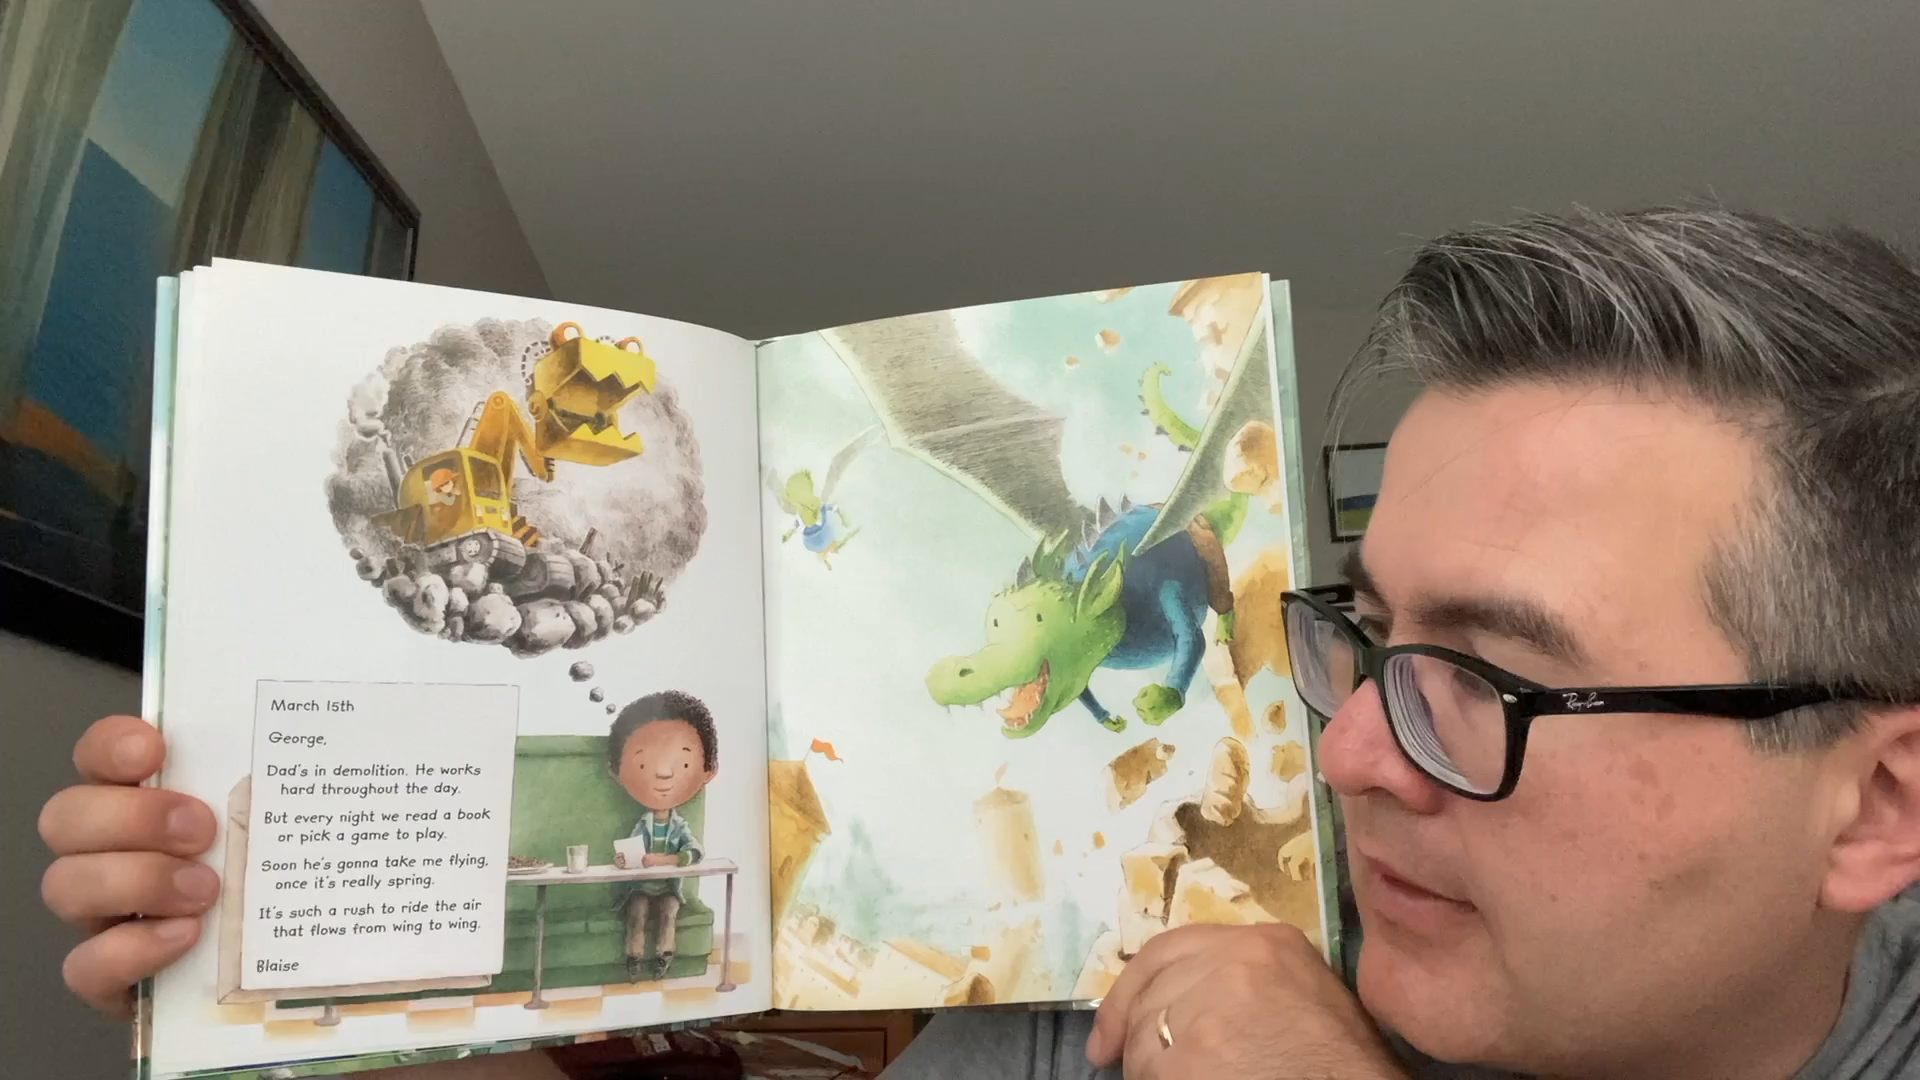 March 15th
George,
Dad's in demolition. He works
hard throughout the day.
But every night we read a book
or pick a game to play.
Soon he's gonna take me flying,
once it's really spring.
It's such a rush to ride the air
that flows from wing to wing.
Blaise
Ray-Ban